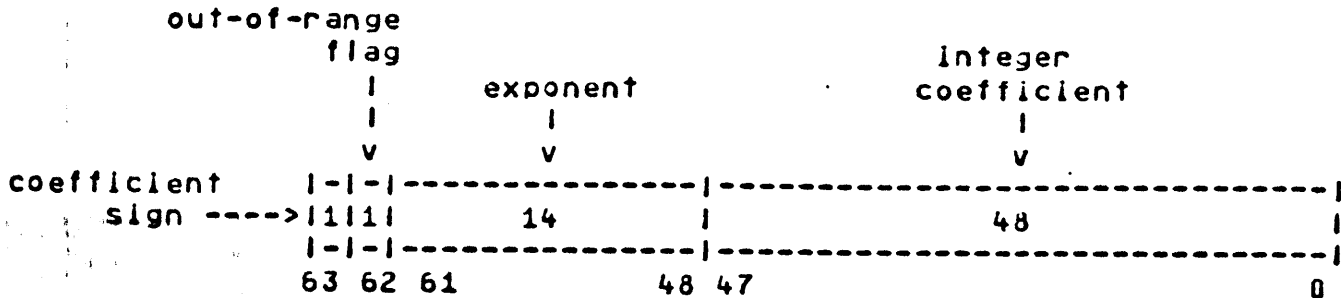 out-of-range
flag integer
| exponent coefficient
| | |
v v v
coefficient |-|-|---------------|------------------------------|
sign ---->|1|1| 14 | 48 |
|-|-|---------------|------------------------------|
63 62 61 48 47 0